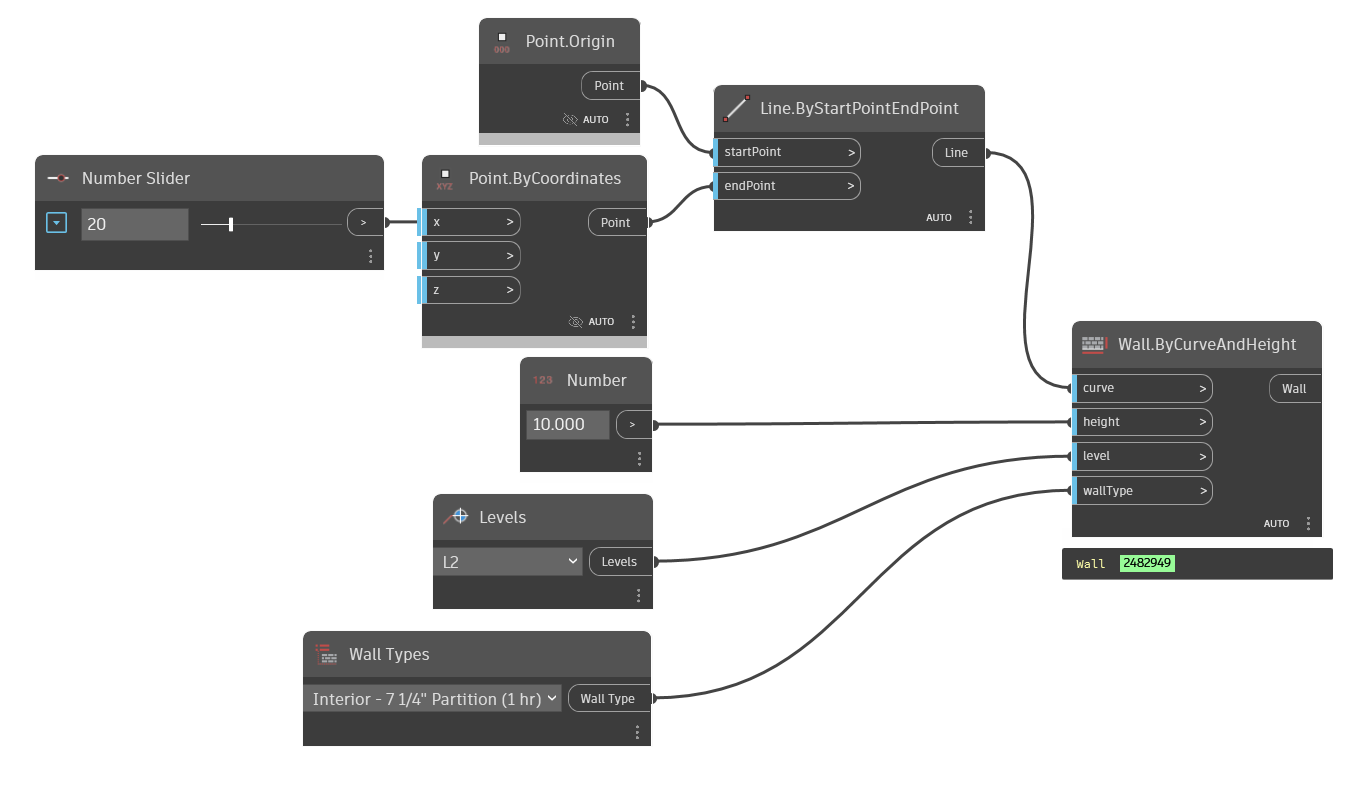 Point.Origin
000
Point
AUTO
Line.ByStartPointEndPoint
startPoint >
Line
endPoint >
AUTO
Number Slider
20
>
Point.ByCoordinates
XYZ
x >
Point
y >
z >
AUTO
123
Number
10.000
>
Wall.ByCurveAndHeight
curve >
Wall
height >
level >
wallType >
AUTO
Wall 2482949
Levels
L2
Levels
Wall Types
Interior - 7 1/4" Partition (1 hr)
Wall Type